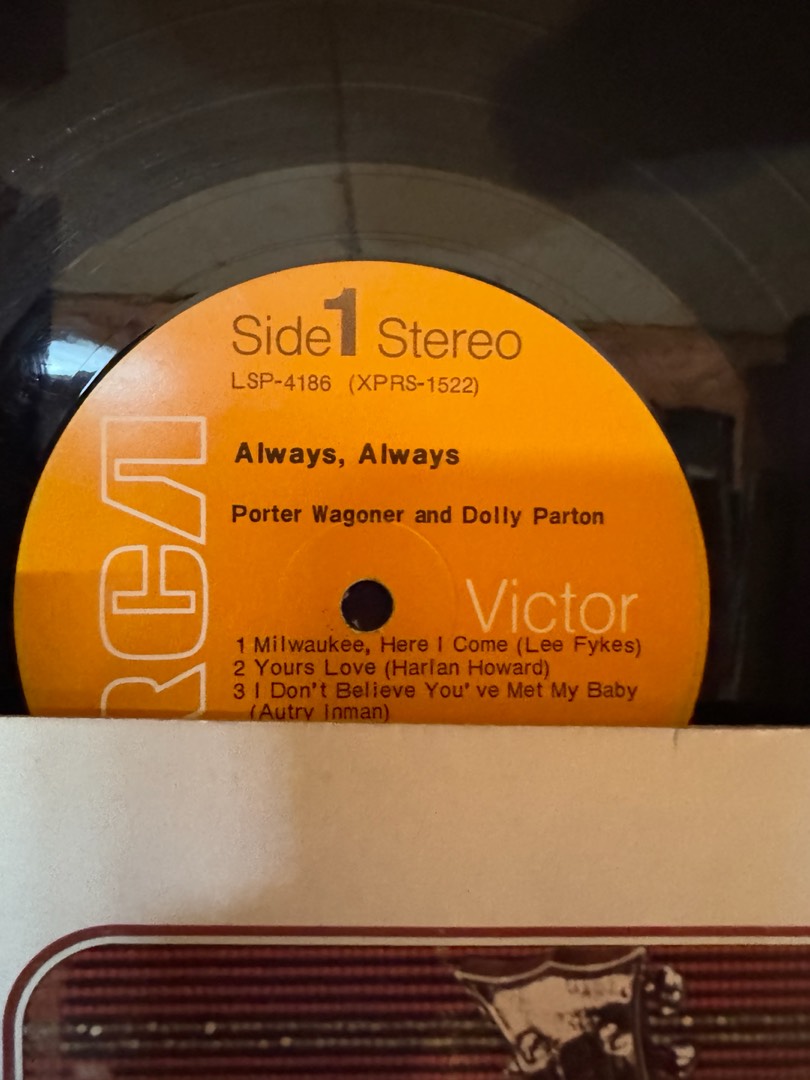 Side 1 Stereo
LSP-4186 (XPRS-1522)
Always, Always
Porter Wagoner and Dolly Parton
RCA
Victor
1 Milwaukee, Here I Come (Lee Fykes)
2 Yours Love (Harlan Howard)
3 I Don't Believe You've Met My Baby
(Autry Inman)